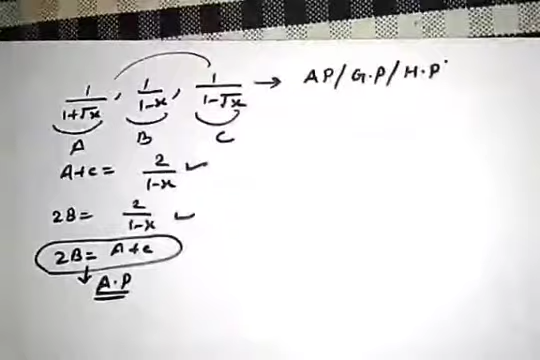 1/(1+√x), 1/(1-x), 1/(1-√x) → AP/G.P/H.P
A B C
A+C = 2/(1-x) ✓
2B = 2/(1-x) ✓
2B = A+C
↓
A.P